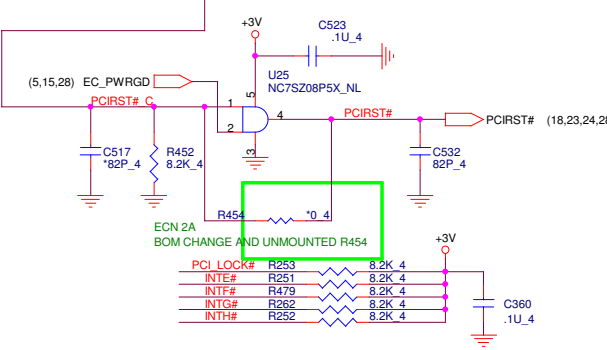 +3V
C523
.1U_4
(5,15,28) EC_PWRGD
U25
NC7SZ08P5X_NL
PCIRST#_C
5
1
2
4
3
PCIRST#
PCIRST# (18,23,24,28
C517
*82P_4
R452
8.2K_4
C532
82P_4
R454 *0_4
ECN 2A
BOM CHANGE AND UNMOUNTED R454
+3V
PCI_LOCK# R253 8.2K_4
INTE# R251 8.2K_4
INTF# R479 8.2K_4
INTG# R262 8.2K_4
INTH# R252 8.2K_4
C360
.1U_4